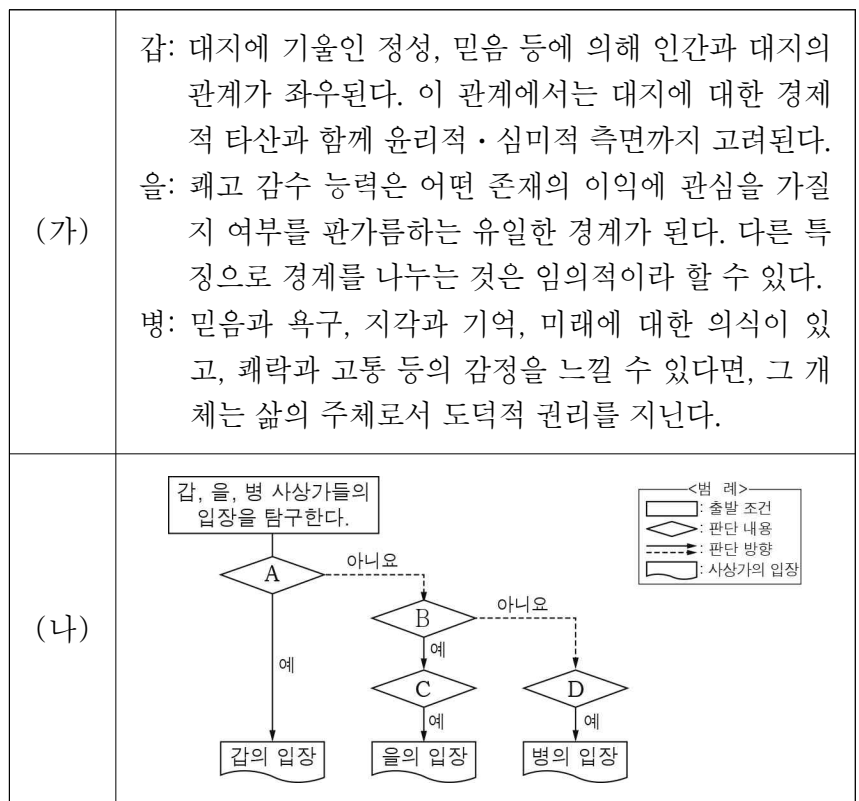 (가)
갑: 대지에 기울인 정성, 믿음 등에 의해 인간과 대지의
관계가 좌우된다. 이 관계에서는 대지에 대한 경제
적 타산과 함께 윤리적·심미적 측면까지 고려된다.
을: 쾌고 감수 능력은 어떤 존재의 이익에 관심을 가질
지 여부를 판가름하는 유일한 경계가 된다. 다른 특
징으로 경계를 나누는 것은 임의적이라 할 수 있다.
병: 믿음과 욕구, 지각과 기억, 미래에 대한 의식이 있
고, 쾌락과 고통 등의 감정을 느낄 수 있다면, 그 개
체는 삶의 주체로서 도덕적 권리를 지닌다.
(나)
갑, 을, 병 사상가들의
입장을 탐구한다.
<범 례>
: 출발 조건
: 판단 내용
: 판단 방향
: 사상가의 입장
A
아니요
B
아니요
예
예
C
D
예
예
갑의 입장
을의 입장
병의 입장